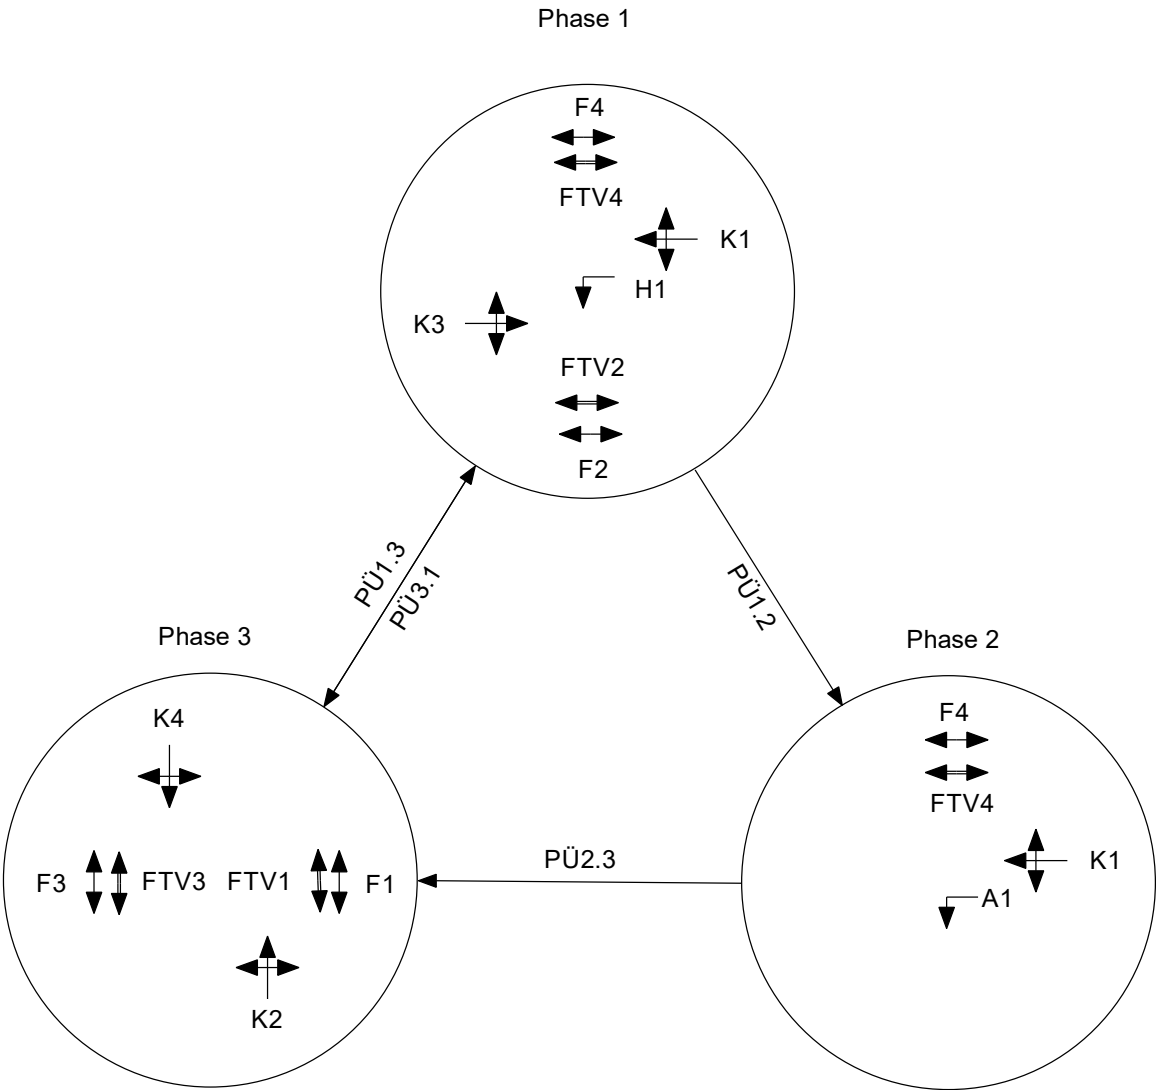 Phase 1
F4
FTV4
K1
H1
K3
FTV2
F2
PÜ1.3
PÜ3.1
PÜ1.2
Phase 3
K4
F3
FTV3
FTV1
F1
K2
PÜ2.3
Phase 2
F4
FTV4
K1
A1